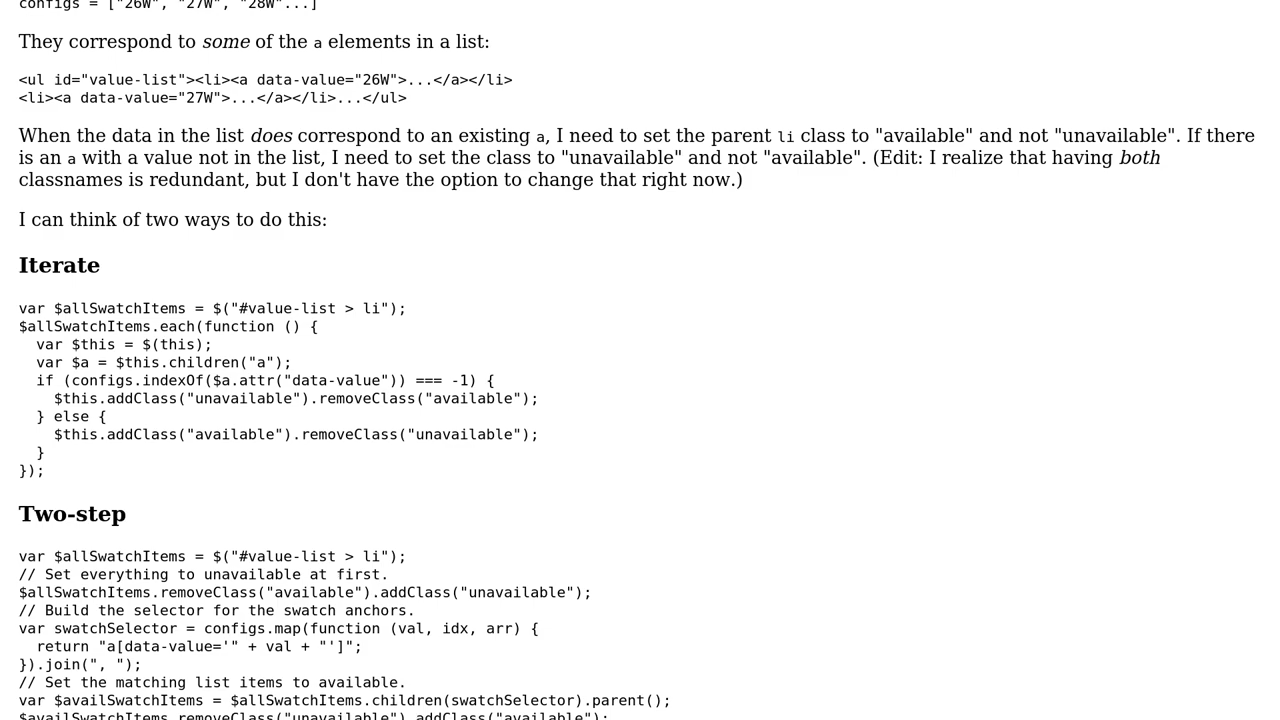 configs = ["26W", "27W", "28W"...]
They correspond to some of the a elements in a list:
<ul id="value-list"><li><a data-value="26W">...</a></li>
<li><a data-value="27W">...</a></li>...</ul>
When the data in the list does correspond to an existing a, I need to set the parent li class to "available" and not "unavailable". If there
is an a with a value not in the list, I need to set the class to "unavailable" and not "available". (Edit: I realize that having both
classnames is redundant, but I don't have the option to change that right now.)
I can think of two ways to do this:
Iterate
var $allSwatchItems = $("#value-list > li");
$allSwatchItems.each(function () {
  var $this = $(this);
  var $a = $this.children("a");
  if (configs.indexOf($a.attr("data-value")) === -1) {
    $this.addClass("unavailable").removeClass("available");
  } else {
    $this.addClass("available").removeClass("unavailable");
  }
});
Two-step
var $allSwatchItems = $("#value-list > li");
// Set everything to unavailable at first.
$allSwatchItems.removeClass("available").addClass("unavailable");
// Build the selector for the swatch anchors.
var swatchSelector = configs.map(function (val, idx, arr) {
  return "a[data-value='" + val + "']";
}).join(", ");
// Set the matching list items to available.
var $availSwatchItems = $allSwatchItems.children(swatchSelector).parent();
$availSwatchItems.removeClass("unavailable").addClass("available");